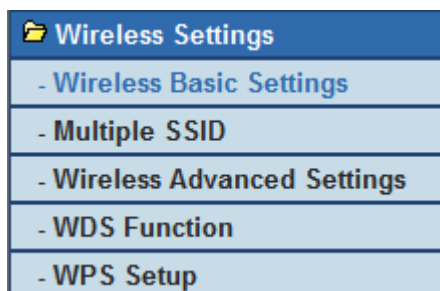 Wireless Settings
- Wireless Basic Settings
- Multiple SSID
- Wireless Advanced Settings
- WDS Function
- WPS Setup